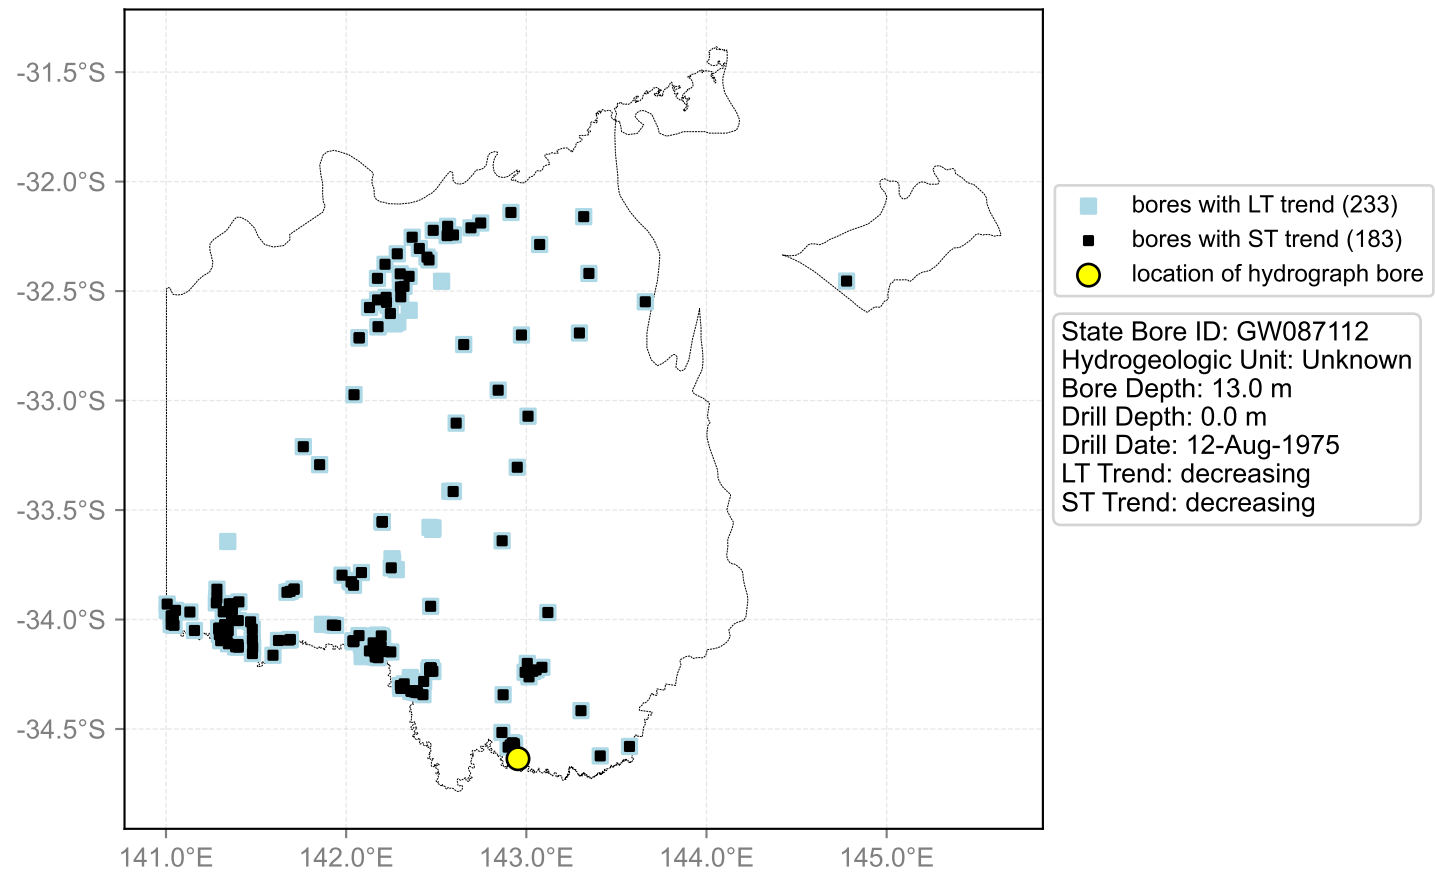 -31.5°S
-32.0°S
-32.5°S
-33.0°S
-33.5°S
-34.0°S
-34.5°S
141.0°E
142.0°E
143.0°E
144.0°E
145.0°E
bores with LT trend (233)
bores with ST trend (183)
location of hydrograph bore
State Bore ID: GW087112
Hydrogeologic Unit: Unknown
Bore Depth: 13.0 m
Drill Depth: 0.0 m
Drill Date: 12-Aug-1975
LT Trend: decreasing
ST Trend: decreasing